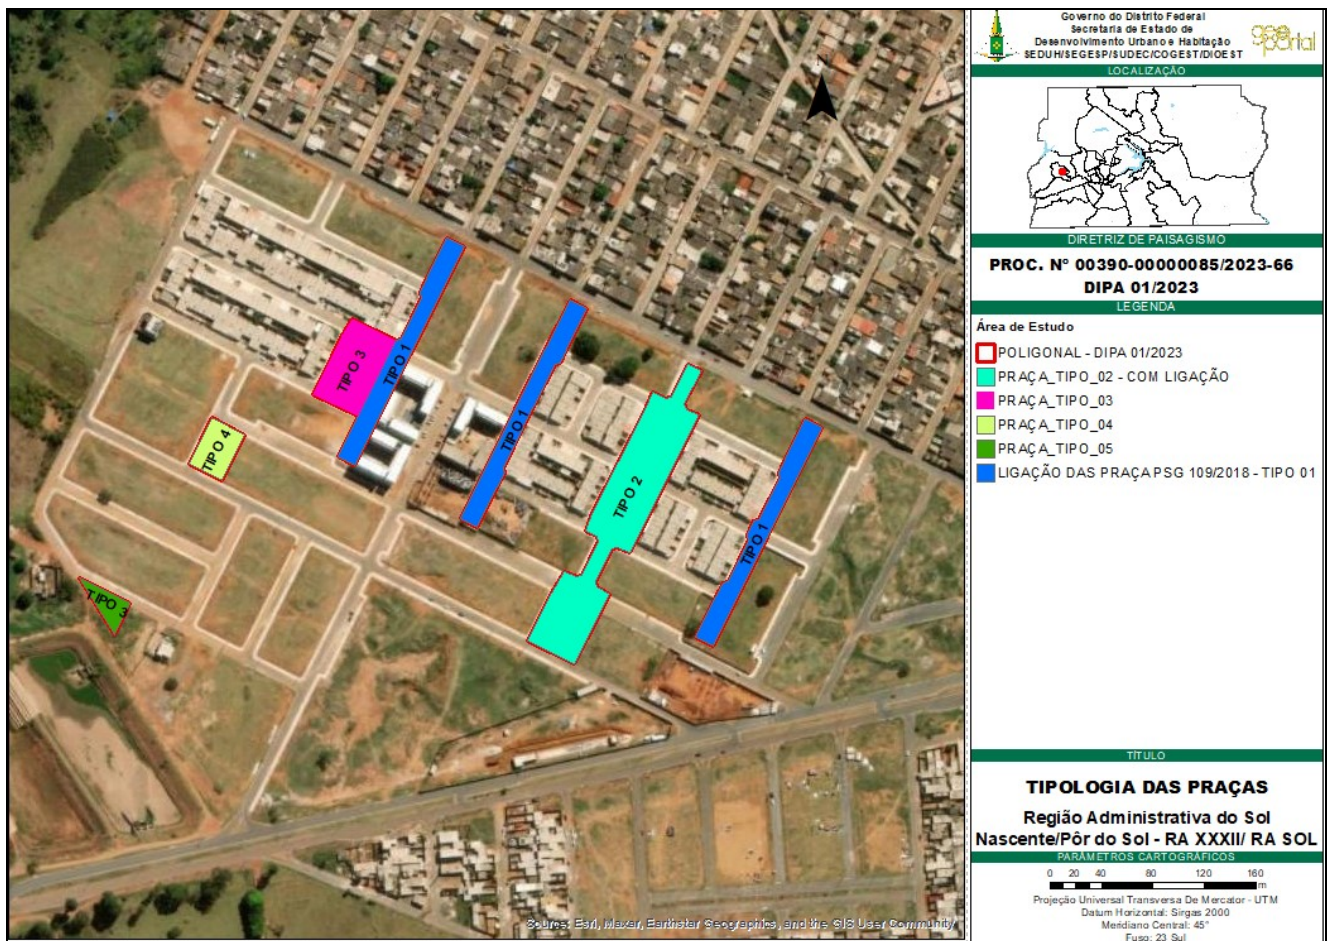 TIPO 3
TIPO 1
TIPO 4
TIPO 1
TIPO 2
TIPO 1
TIPO 3
Source: Esri, Maxar, Earthstar Geographics, and the GIS User Community
Governo do Distrito Federal
Secretaria de Estado de
Desenvolvimento Urbano e Habitação
SEDUH/SEGESP/SUDEC/COGEST/DIOEST
geo
portal
LOCALIZAÇÃO
DIRETRIZ DE PAISAGISMO
PROC. Nº 00390-00000085/2023-66
DIPA 01/2023
LEGENDA
Área de Estudo
POLIGONAL - DIPA 01/2023
PRAÇA_TIPO_02 - COM LIGAÇÃO
PRAÇA_TIPO_03
PRAÇA_TIPO_04
PRAÇA_TIPO_05
LIGAÇÃO DAS PRAÇA PSG 109/2018 - TIPO 01
TÍTULO
TIPOLOGIA DAS PRAÇAS
Região Administrativa do Sol
Nascente/Pôr do Sol - RA XXXII/ RA SOL
PARÂMETROS CARTOGRÁFICOS
0 20 40 80 120 160
m
Projeção Universal Transversa De Mercator - UTM
Datum Horizontal: Sirgas 2000
Meridiano Central: 45°
Fuso: 23 Sul